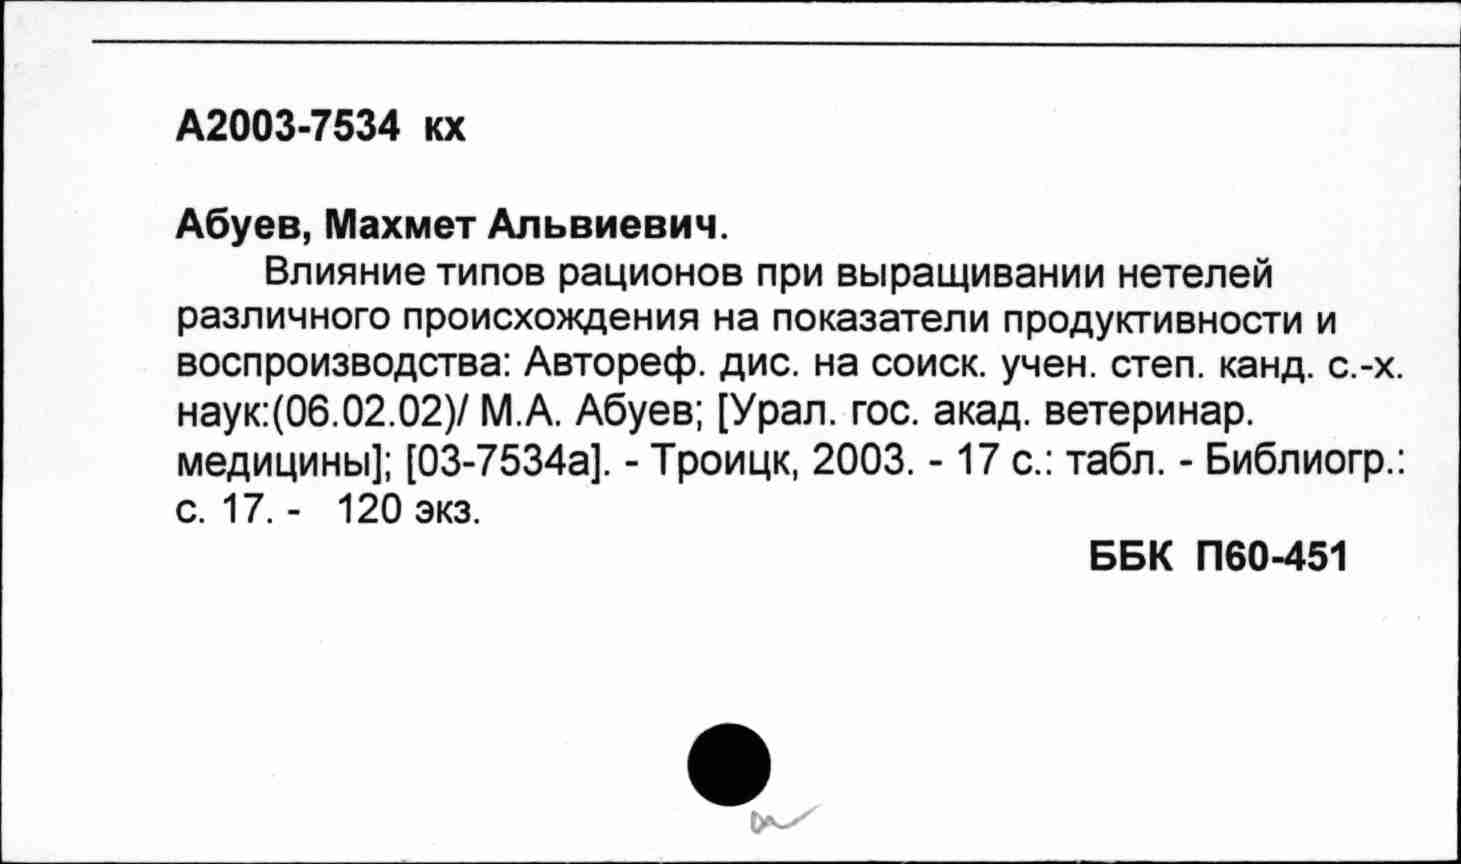 А2003-7534 кх
Абуев, Махмет Альвиевич.
Влияние типов рационов при выращивании нетелей
различного происхождения на показатели продуктивности и
воспроизводства: Автореф. дис. на соиск. учен. степ. канд. с.-х.
наук:(06.02.02)/ М.А. Абуев; [Урал. гос. акад. ветеринар.
медицины]; [03-7534а]. - Троицк, 2003. - 17 с.: табл. - Библиогр.:
с. 17. - 120 экз.
ББК П60-451